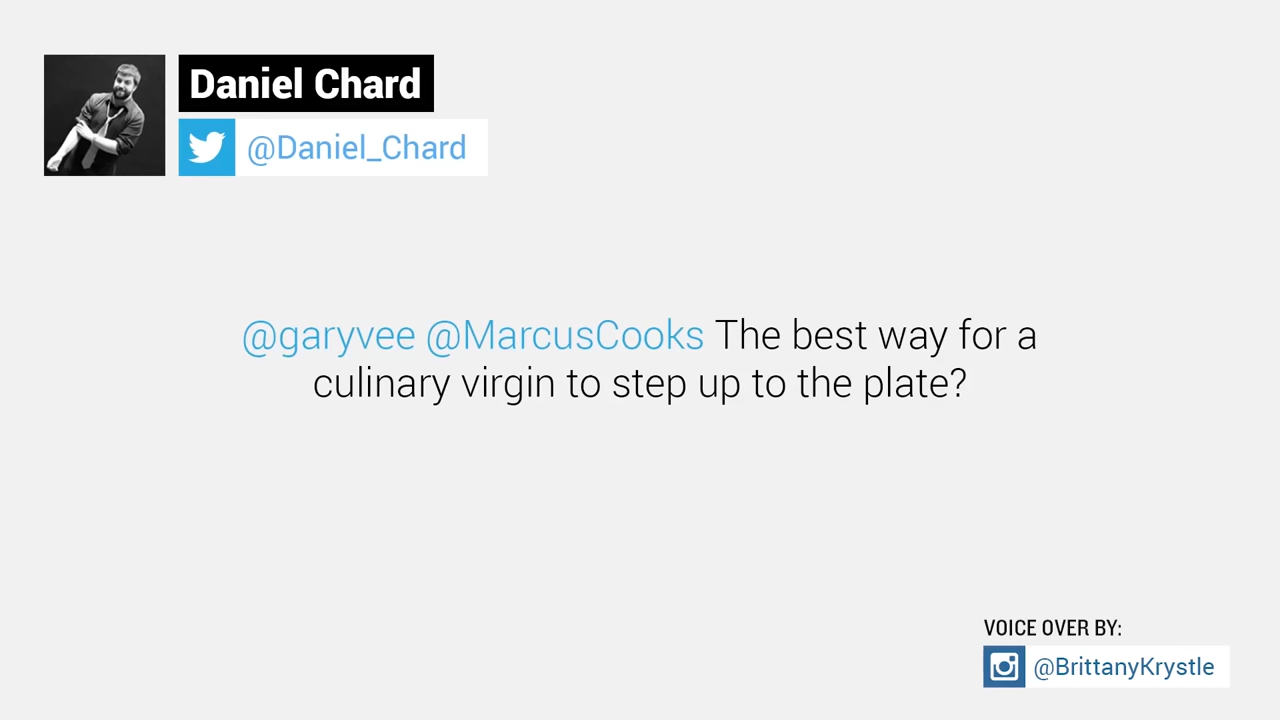 Daniel Chard
@Daniel_Chard
@garyvee @MarcusCooks The best way for a
culinary virgin to step up to the plate?
VOICE OVER BY:
@BrittanyKrystle